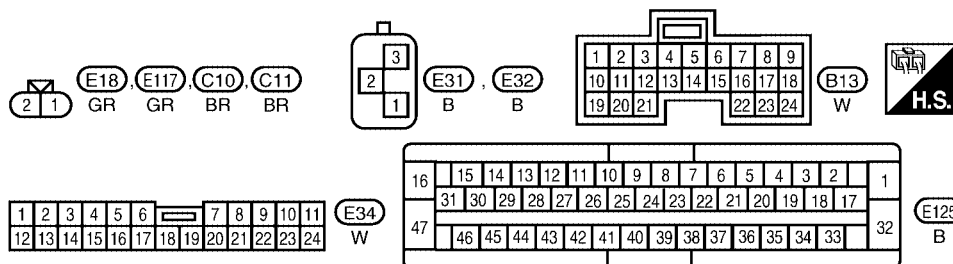 2 1 E18 , E117 , C10 , C11
GR GR BR BR
3
2
1
E31 , E32
B B
1 2 3 4 5 6 7 8 9
10 11 12 13 14 15 16 17 18
19 20 21 22 23 24
B13
W
H.S.
1 2 3 4 5 6 7 8 9 10 11
12 13 14 15 16 17 18 19 20 21 22 23 24
E34
W
16 15 14 13 12 11 10 9 8 7 6 5 4 3 2 1
31 30 29 28 27 26 25 24 23 22 21 20 19 18 17
47 46 45 44 43 42 41 40 39 38 37 36 35 34 33 32
E125
B